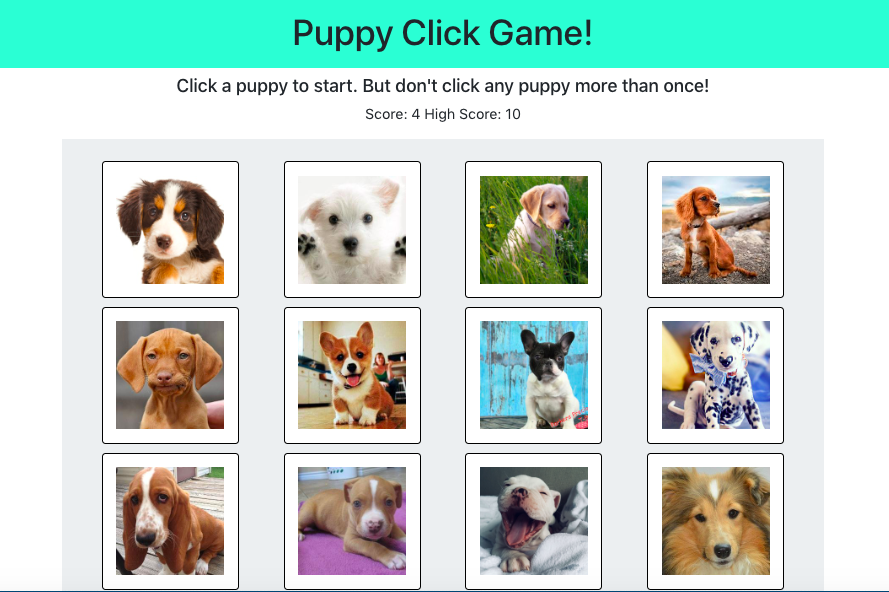 Puppy Click Game!
Click a puppy to start. But don't click any puppy more than once!
Score: 4 High Score: 10